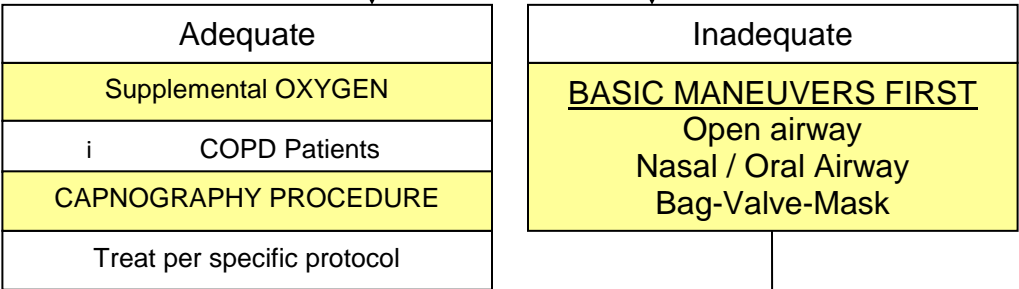 Adequate
Supplemental OXYGEN
i COPD Patients
CAPNOGRAPHY PROCEDURE
Treat per specific protocol
Inadequate
BASIC MANEUVERS FIRST
Open airway
Nasal / Oral Airway
Bag-Valve-Mask